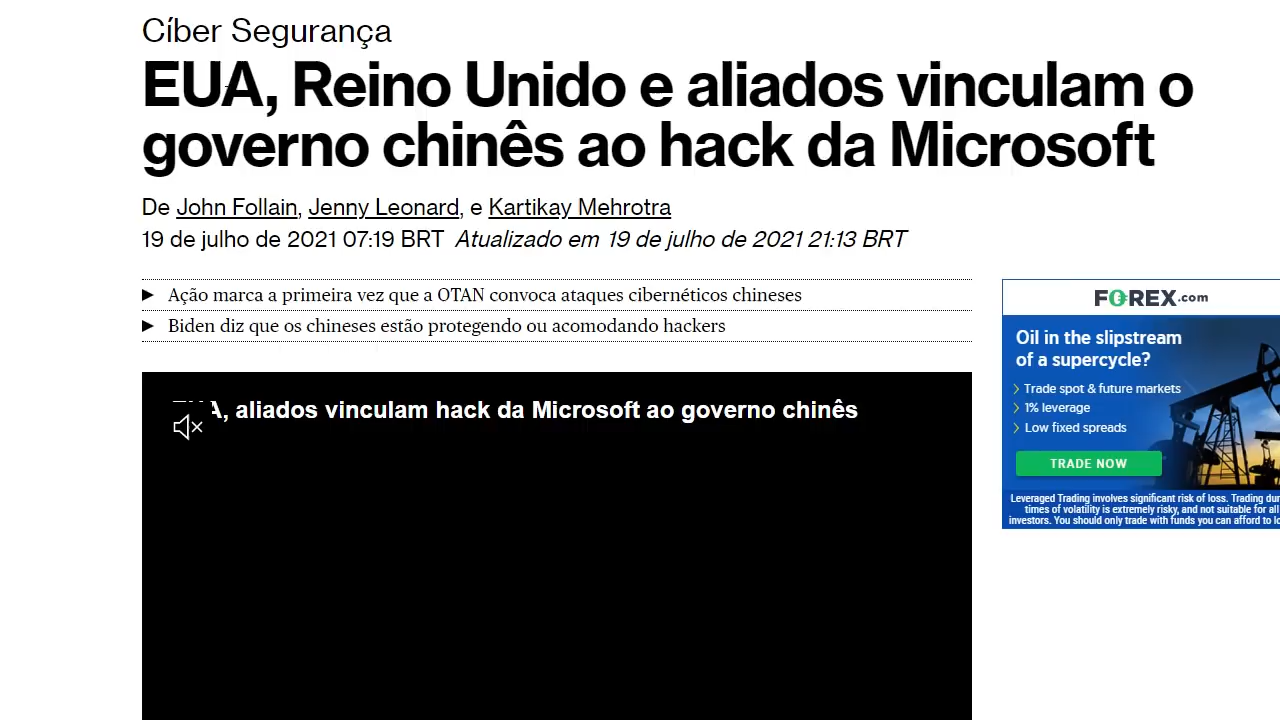 Cíber Segurança
EUA, Reino Unido e aliados vinculam o
governo chinês ao hack da Microsoft
De John Follain, Jenny Leonard, e Kartikay Mehrotra
19 de julho de 2021 07:19 BRT Atualizado em 19 de julho de 2021 21:13 BRT
Ação marca a primeira vez que a OTAN convoca ataques cibernéticos chineses
Biden diz que os chineses estão protegendo ou acomodando hackers
EUA, aliados vinculam hack da Microsoft ao governo chinês
FOREX.com
Oil in the slipstream
of a supercycle?
Trade spot & future markets
1% leverage
Low fixed spreads
TRADE NOW
Leveraged Trading involves significant risk of loss. Trading
times of volatility is extremely risky, and not suitable for all
investors. You should only trade with funds you can afford to